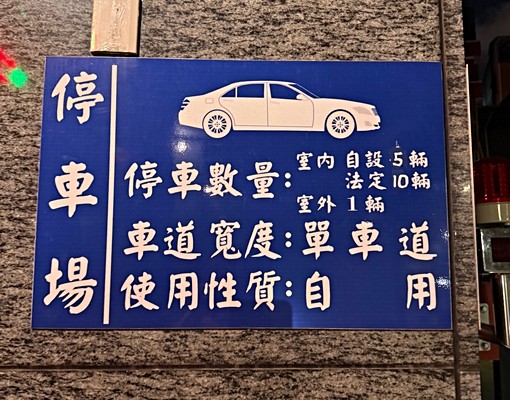 停車場
停車數量：室內 自設 5 輛
法定 10 輛
室外 1 輛
車道寬度：單車道
使用性質：自用